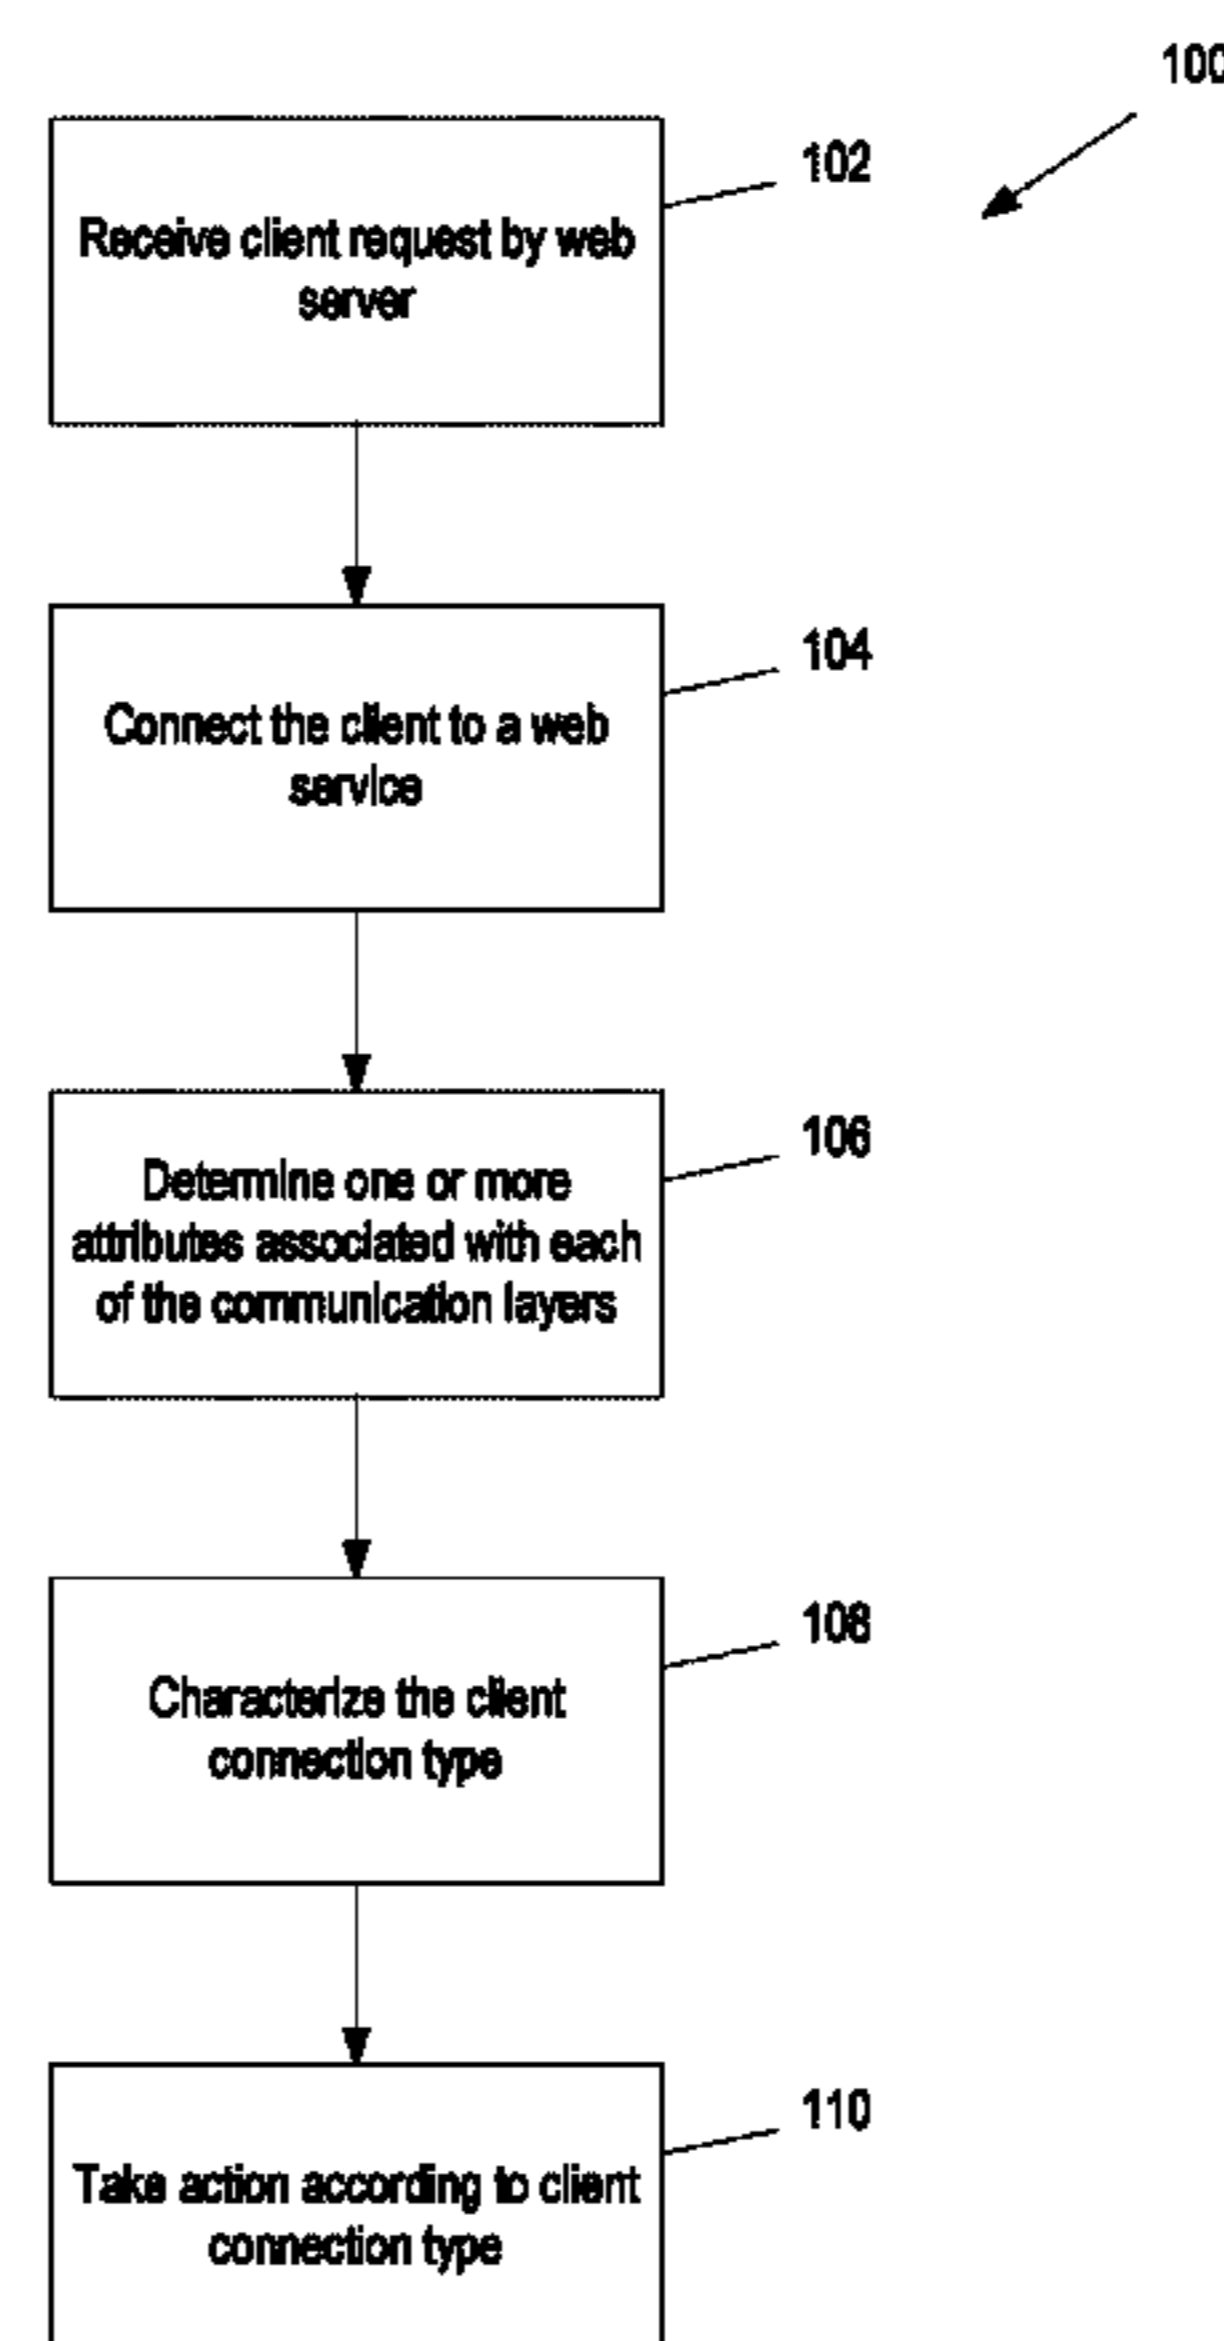 100
102
Receive client request by web
server
104
Connect the client to a web
service
106
Determine one or more
attributes associated with each
of the communication layers
108
Characterize the client
connection type
110
Take action according to client
connection type